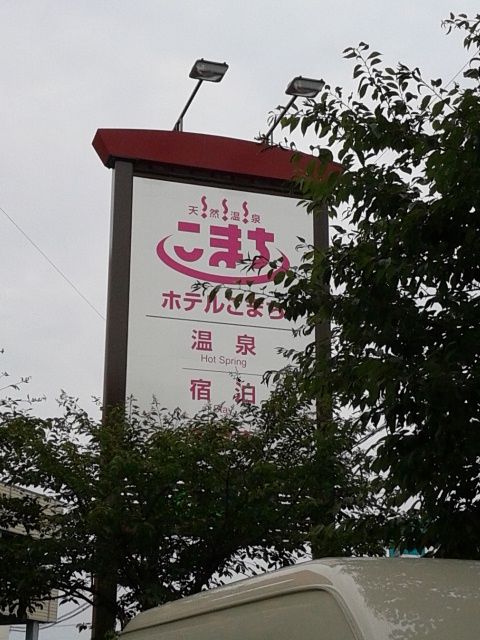 天然温泉
こまち
ホテルこまち
温泉
Hot Spring
宿泊